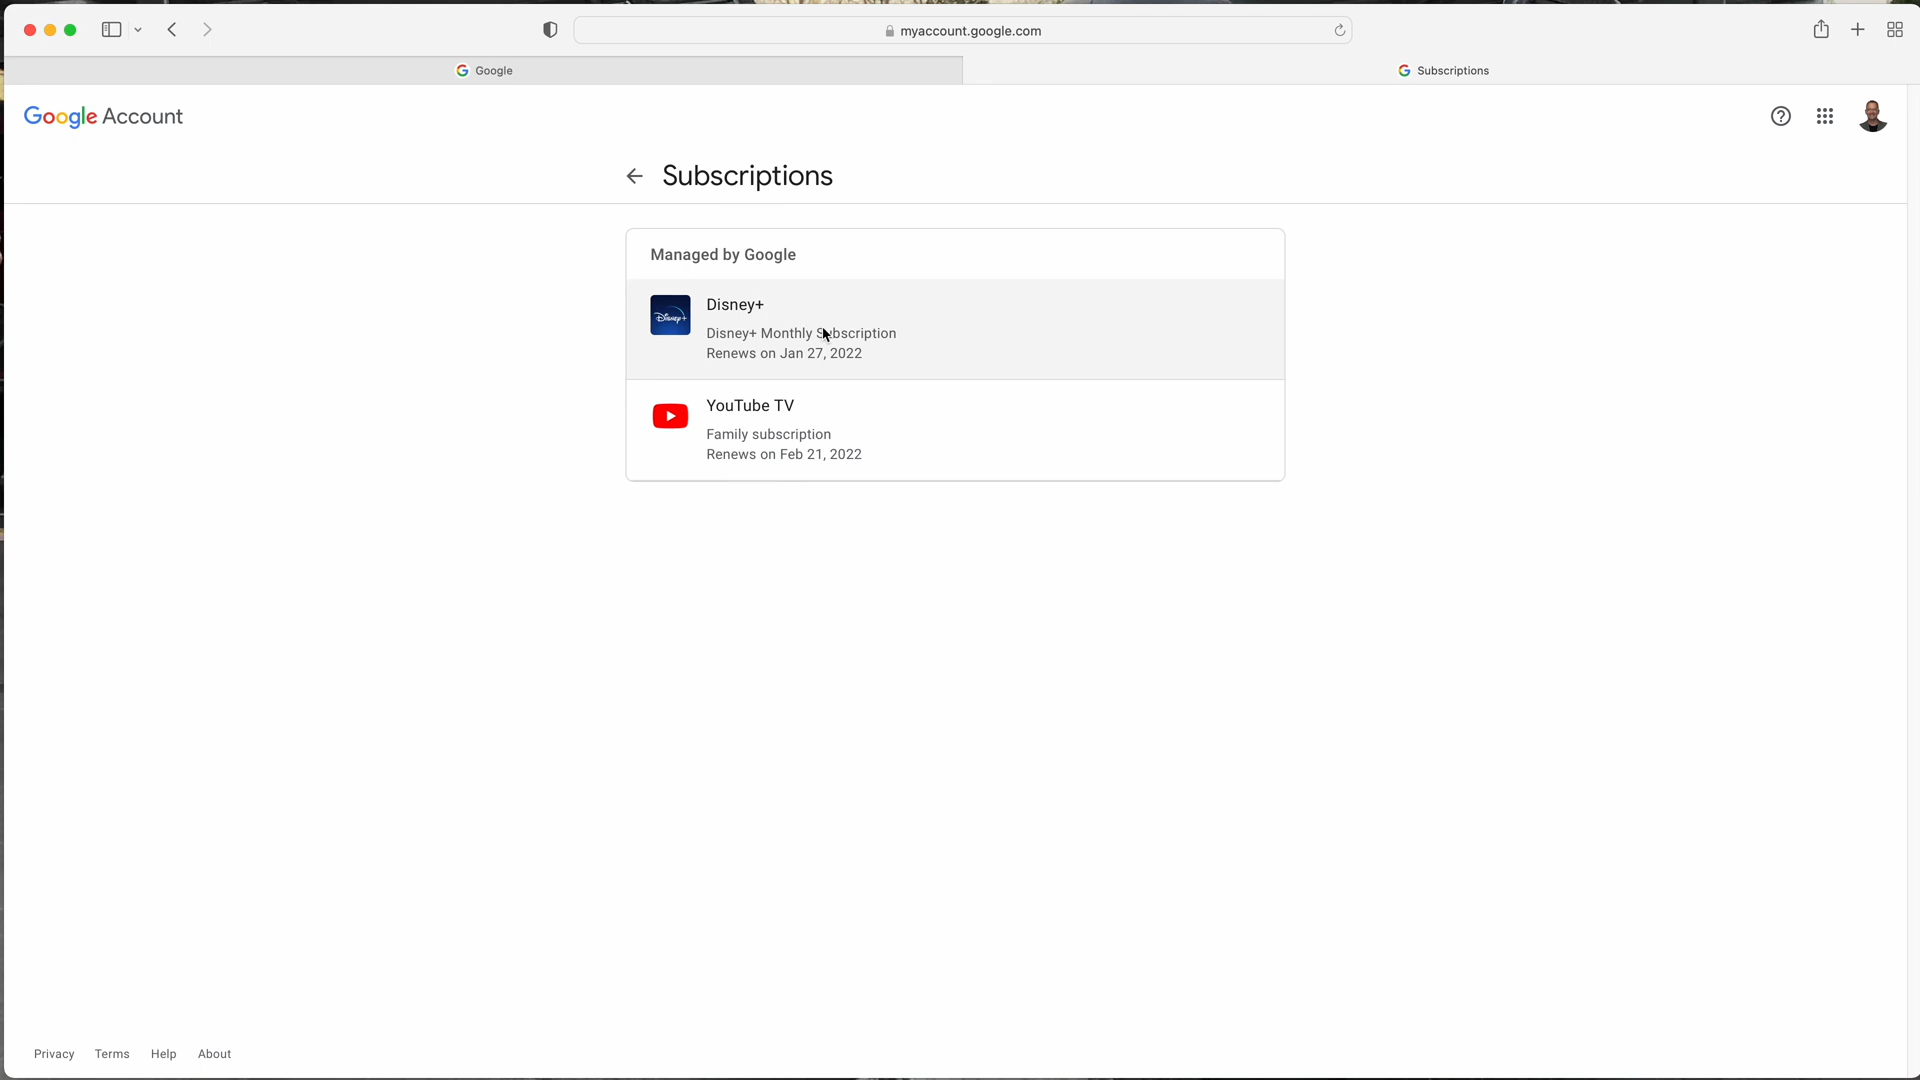 myaccount.google.com
Google
Subscriptions
Google Account
Subscriptions
Managed by Google
Disney+
Disney+
Disney+ Monthly Subscription
Renews on Jan 27, 2022
YouTube TV
Family subscription
Renews on Feb 21, 2022
Privacy
Terms
Help
About